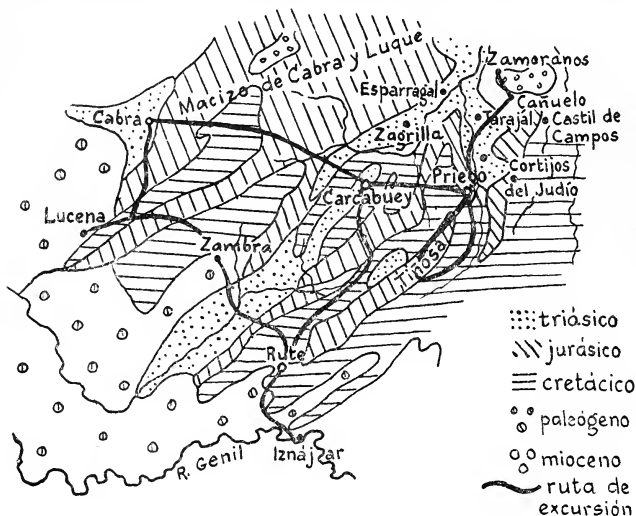 Zamoranos
Macizo de Cabra y Luque
Esparragal
Cañuelo
Tarajal
Castil de
Campos
Cabra
Zagrilla
Priego
Cortijos
del Judío
Carcabuey
Lucena
Zambra
Tiñosa
triásico
jurásico
Rute
cretácico
paleógeno
R. Genil
Iznájar
mioceno
ruta de
excursión